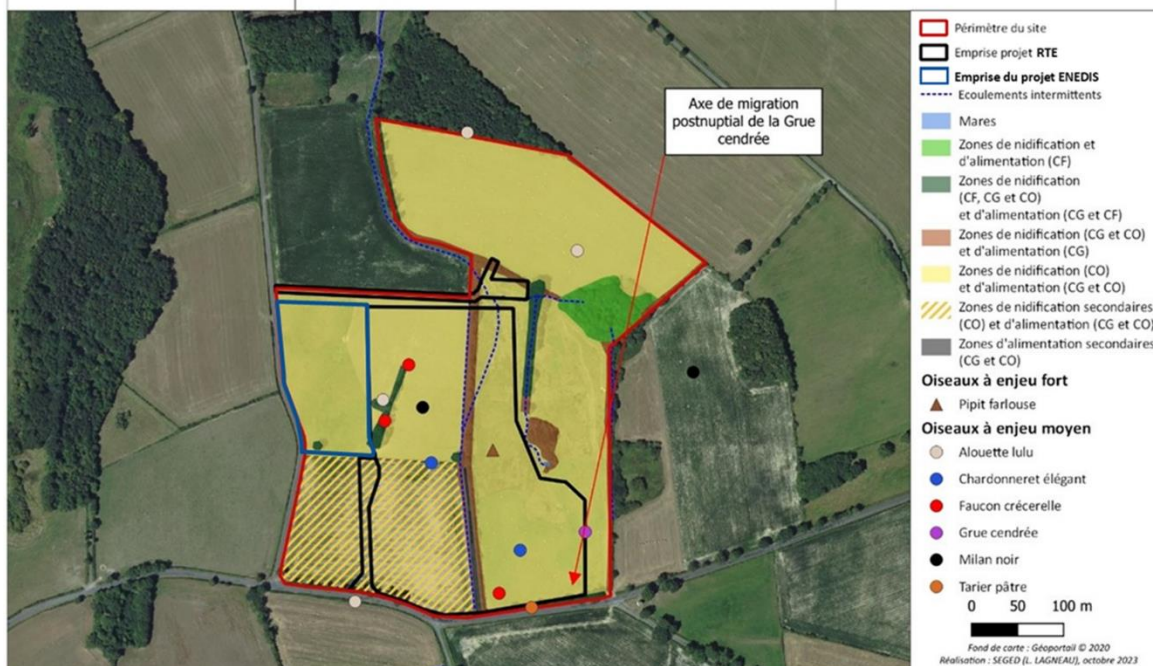 Axe de migration
postnuptial de la Grue
cendrée
Périmètre du site
Emprise projet RTE
Emprise du projet ENEDIS
Ecoulements intermittents
Mares
Zones de nidification et
d'alimentation (CF)
Zones de nidification
(CF, CG et CO)
et d'alimentation (CG et CF)
Zones de nidification (CG et CO)
et d'alimentation (CG)
Zones de nidification (CO)
et d'alimentation (CG et CO)
Zones de nidification secondaires
(CO) et d'alimentation (CG et CO)
Zones d'alimentation secondaires
(CG et CO)
Oiseaux à enjeu fort
Pipit farlouse
Oiseaux à enjeu moyen
Alouette lulu
Chardonneret élégant
Faucon crécerelle
Grue cendrée
Milan noir
Tarier pâtre
0 50 100 m
Fond de carte : Géoportail © 2020
Réalisation : SEGED (L. LAGNEAU), octobre 2023